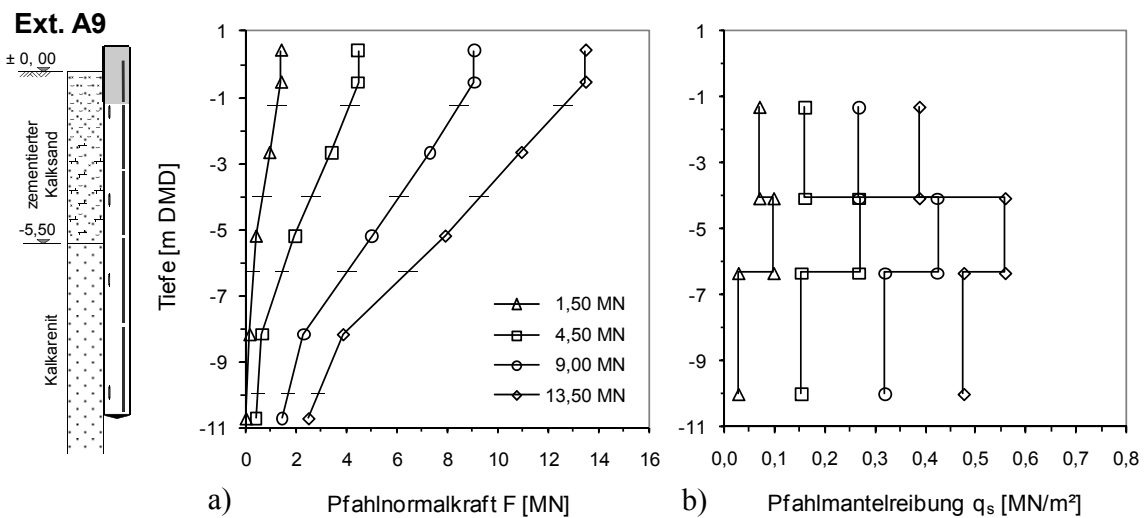 Ext. A9
± 0, 00
zementierter
Kalksand
-5,50
Kalkarenit
Tiefe [m DMD]
1
-1
-3
-5
-7
-9
-11
0 2 4 6 8 10 12 14 16
1,50 MN
4,50 MN
9,00 MN
13,50 MN
a) Pfahlnormalkraft F [MN]
1
-1
-3
-5
-7
-9
-11
0,0 0,1 0,2 0,3 0,4 0,5 0,6 0,7 0,8
b) Pfahlmantelreibung qs [MN/m²]